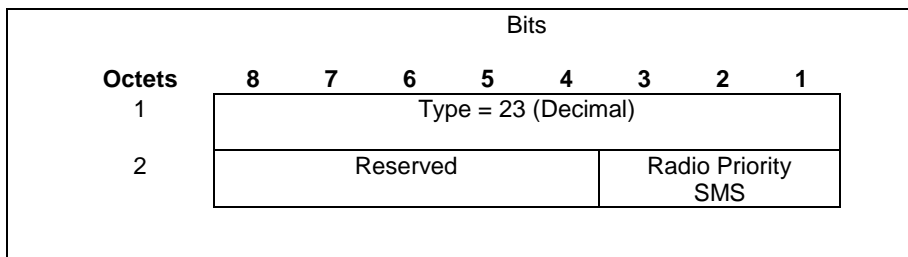 Bits
Octets 8 7 6 5 4 3 2 1
1 Type = 23 (Decimal)
2 Reserved Radio Priority
SMS